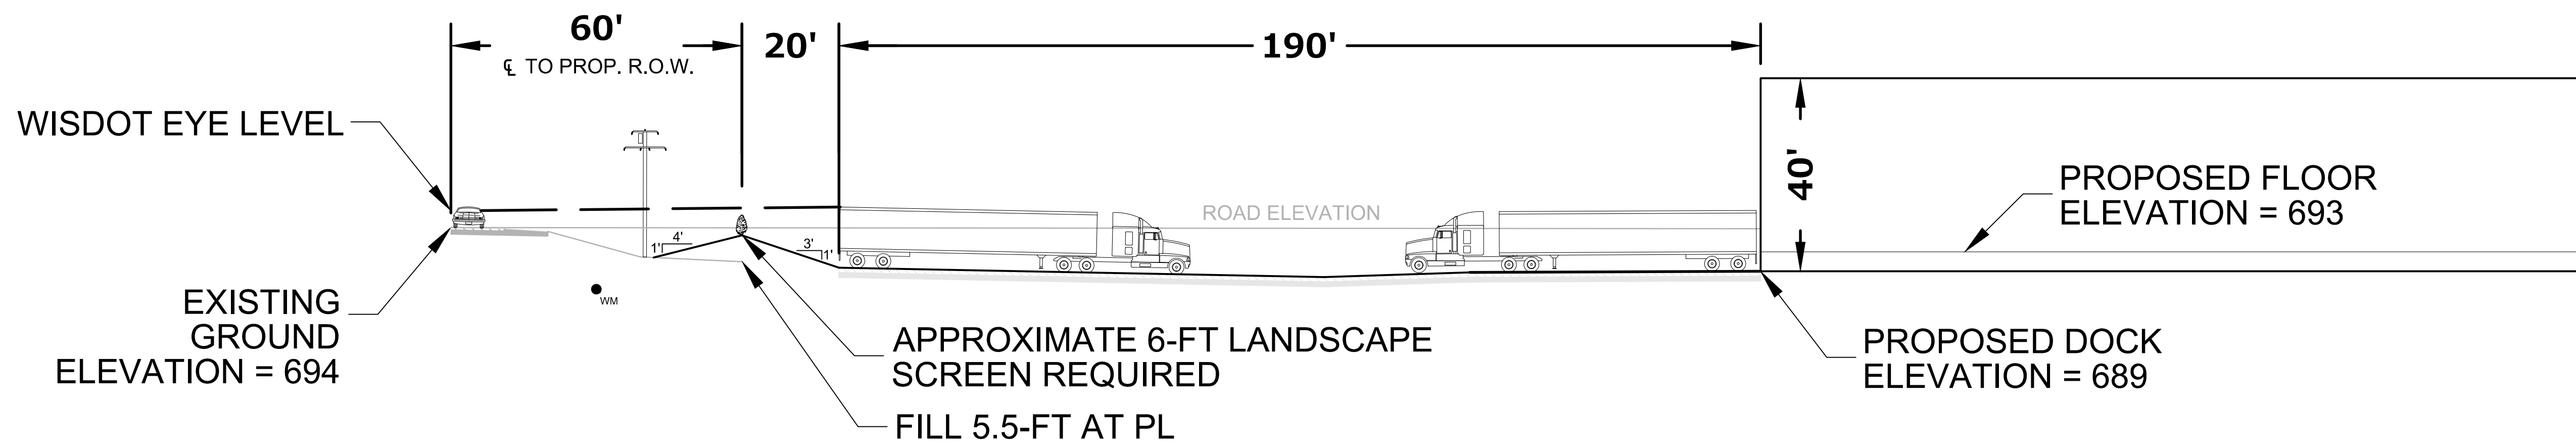 60'
℄ TO PROP. R.O.W.
20'
190'
WISDOT EYE LEVEL
40'
ROAD ELEVATION
PROPOSED FLOOR
ELEVATION = 693
1'
4'
3'
1'
WM
EXISTING
GROUND
ELEVATION = 694
APPROXIMATE 6-FT LANDSCAPE
SCREEN REQUIRED
FILL 5.5-FT AT PL
PROPOSED DOCK
ELEVATION = 689